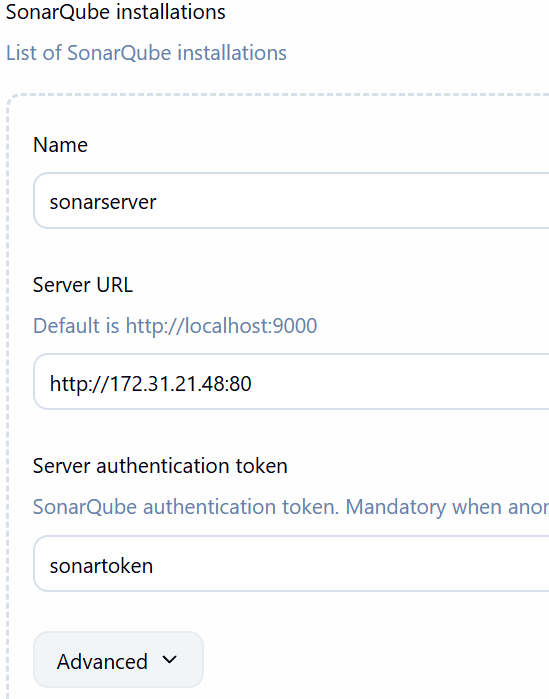 SonarQube installations
List of SonarQube installations
Name
sonarserver
Server URL
Default is http://localhost:9000
http://172.31.21.48:80
Server authentication token
SonarQube authentication token. Mandatory when
sonartoken
Advanced